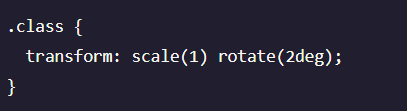 .class {
  transform: scale(1) rotate(2deg);
}